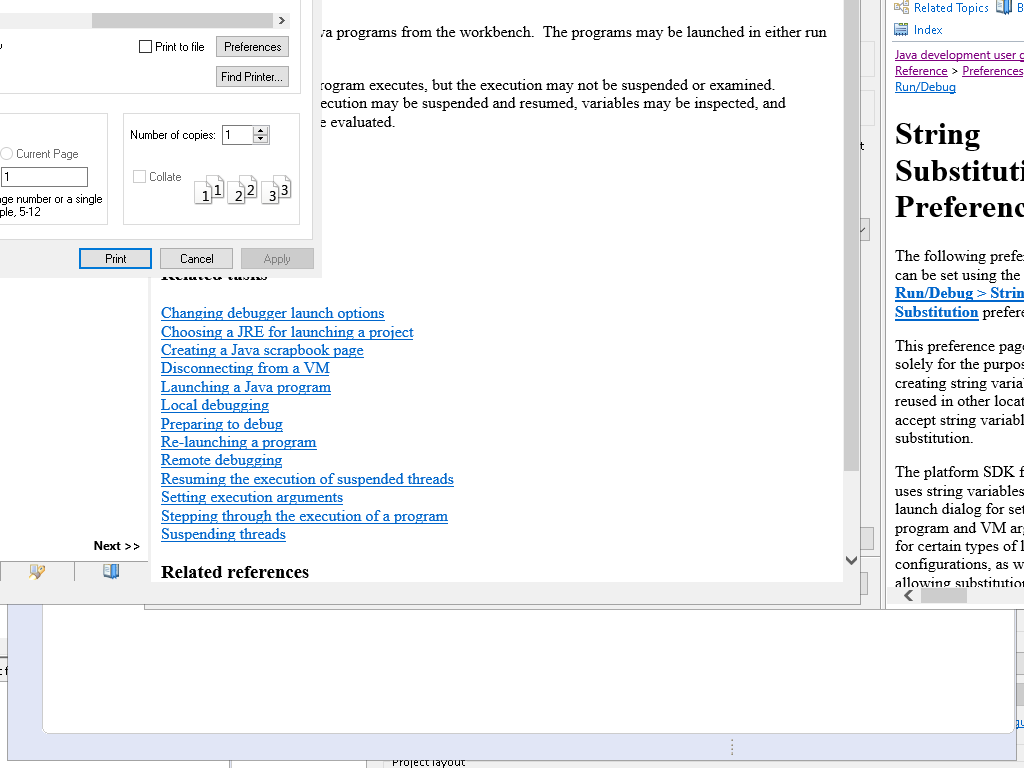 Print to file
Preferences
Find Printer...
Current Page
1
age number or a single
ple, 5-12
Number of copies:
1
Collate
1 1 2 2 3 3
Print
Cancel
Apply
va programs from the workbench. The programs may be launched in either run
rogram executes, but the execution may not be suspended or examined.
ecution may be suspended and resumed, variables may be inspected, and
e evaluated.
Related tasks
Changing debugger launch options
Choosing a JRE for launching a project
Creating a Java scrapbook page
Disconnecting from a VM
Launching a Java program
Local debugging
Preparing to debug
Re-launching a program
Remote debugging
Resuming the execution of suspended threads
Setting execution arguments
Stepping through the execution of a program
Suspending threads
Related references
Next >>
Related Topics
B
Index
Java development user g
Reference > Preferences
Run/Debug
String
Substituti
Preferenc
The following prefe
can be set using the
Run/Debug > Strin
Substitution prefere
This preference page
solely for the purpos
creating string varial
reused in other locat
accept string variabl
substitution.
The platform SDK f
uses string variables
launch dialog for set
program and VM arg
for certain types of l
configurations, as w
allowing substitution
Project layout